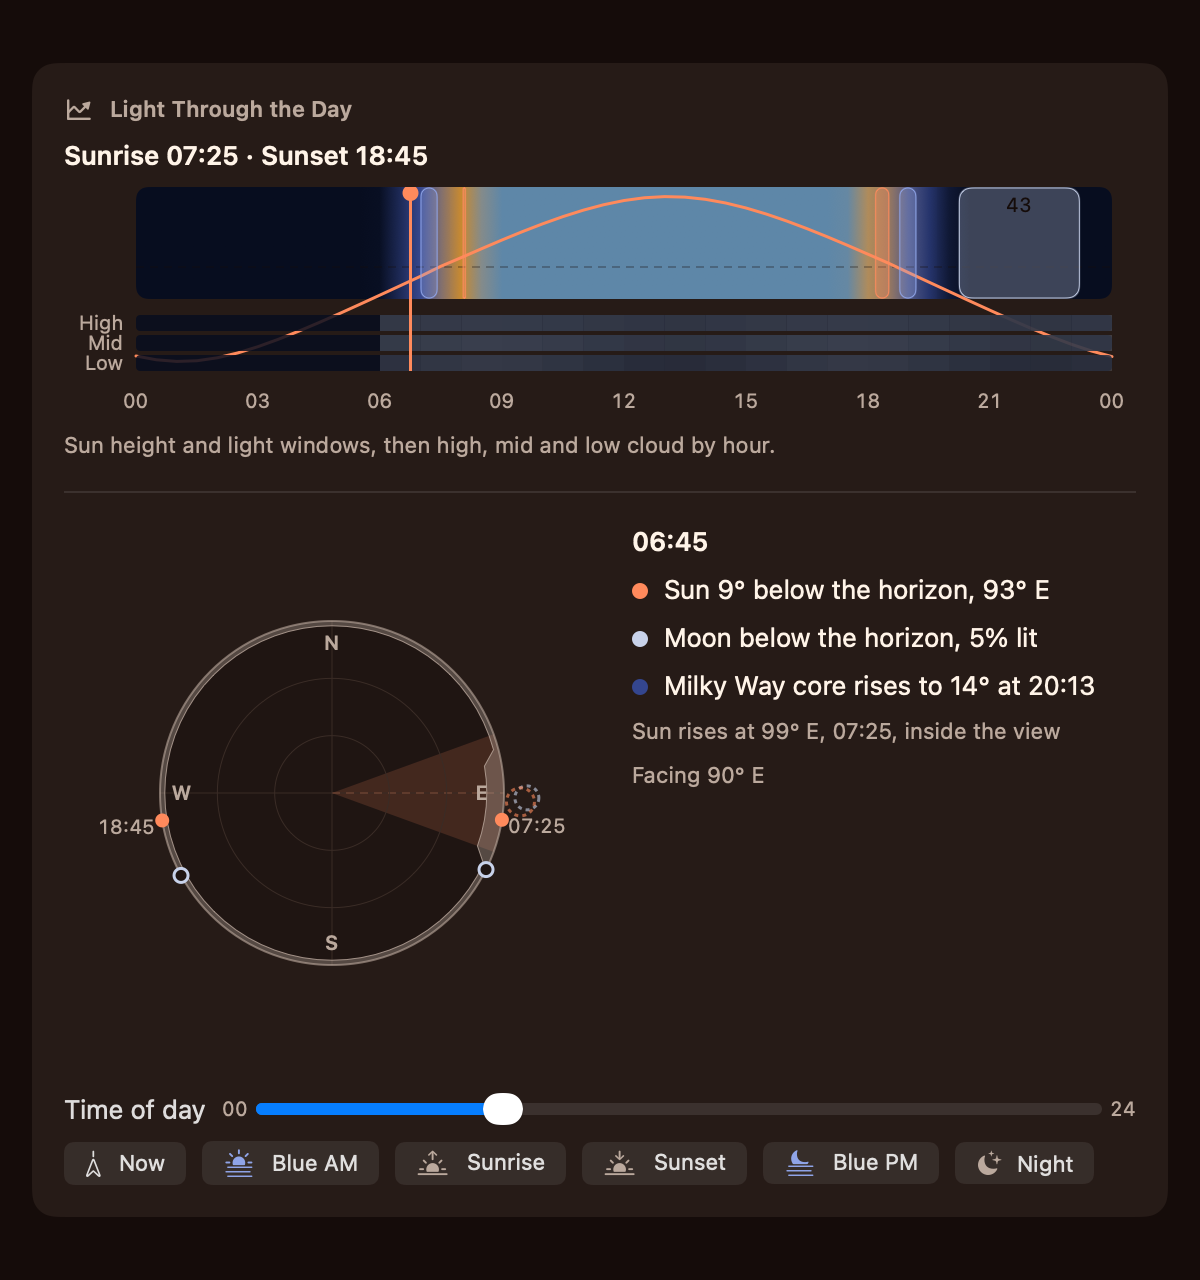 Light Through the Day
Sunrise 07:25 · Sunset 18:45
43
High
Mid
Low
00 03 06 09 12 15 18 21 00
Sun height and light windows, then high, mid and low cloud by hour.
06:45
Sun 9° below the horizon, 93° E
Moon below the horizon, 5% lit
Milky Way core rises to 14° at 20:13
Sun rises at 99° E, 07:25, inside the view
Facing 90° E
N
W E
18:45 07:25
S
Time of day 00 24
Now Blue AM Sunrise Sunset Blue PM Night